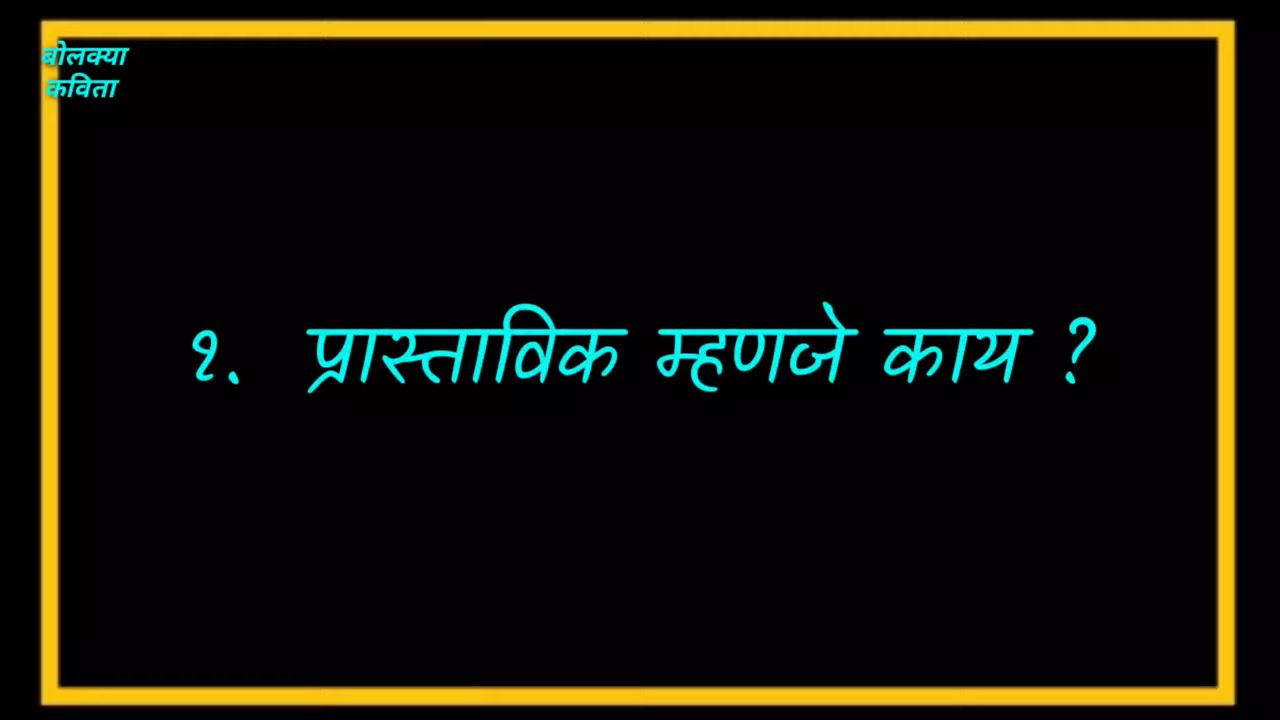 बोलक्या
कविता
१. प्रास्ताविक म्हणजे काय ?